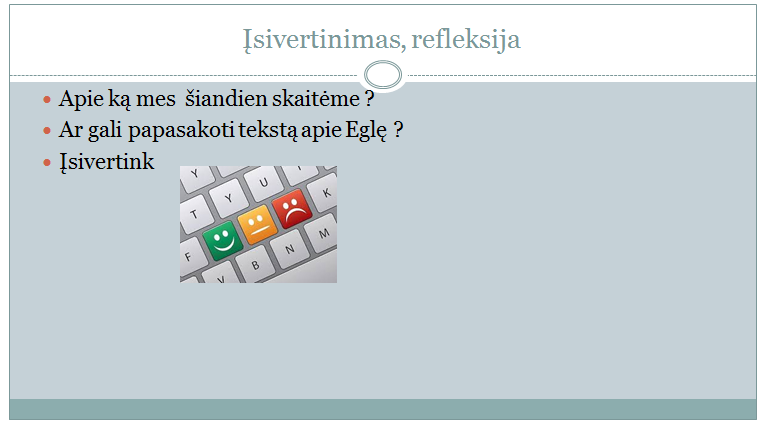 Įsivertinimas, refleksija
Apie ką mes šiandien skaitėme ?
Ar gali papasakoti tekstą apie Eglę ?
Įsivertink
Y
T Y U
K
F V B N M